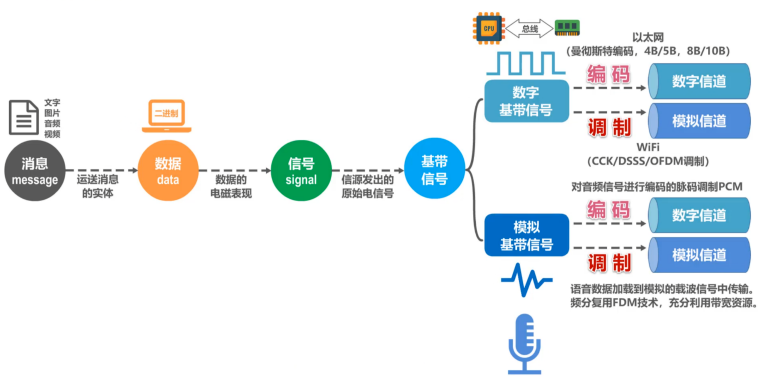 文字
图片
音频
视频
消息
message
运送消息
的实体
二进制
数据
data
数据的
电磁表现
信号
signal
信源发出的
原始电信号
基带
信号
CPU
总线
数字
基带信号
以太网
（曼彻斯特编码，4B/5B，8B/10B）
编码
数字信道
调制
模拟信道
WiFi
（CCK/DSSS/OFDM调制）
模拟
基带信号
对音频信号进行编码的脉码调制PCM
编码
数字信道
调制
模拟信道
语音数据加载到模拟的载波信号中传输。
频分复用FDM技术，充分利用带宽资源。